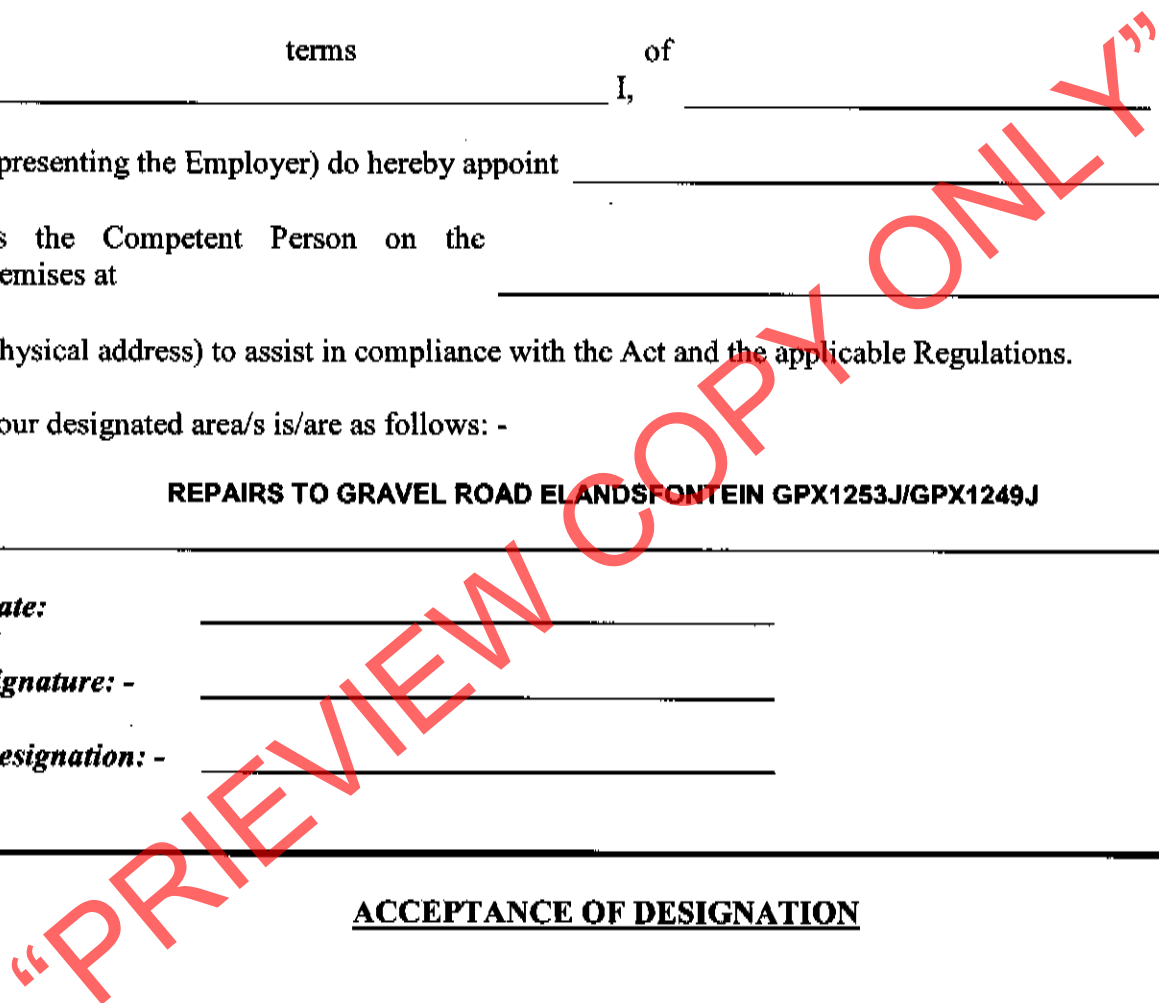 terms of
I,
presenting the Employer) do hereby appoint
s the Competent Person on the
emises at
hysical address) to assist in compliance with the Act and the applicable Regulations.
our designated area/s is/are as follows: -
REPAIRS TO GRAVEL ROAD ELANDSFONTEIN GPX1253J/GPX1249J
ate:
ignature: -
esignation: -
ACCEPTANCE OF DESIGNATION
“PRIEVIEW COPY ONLY”